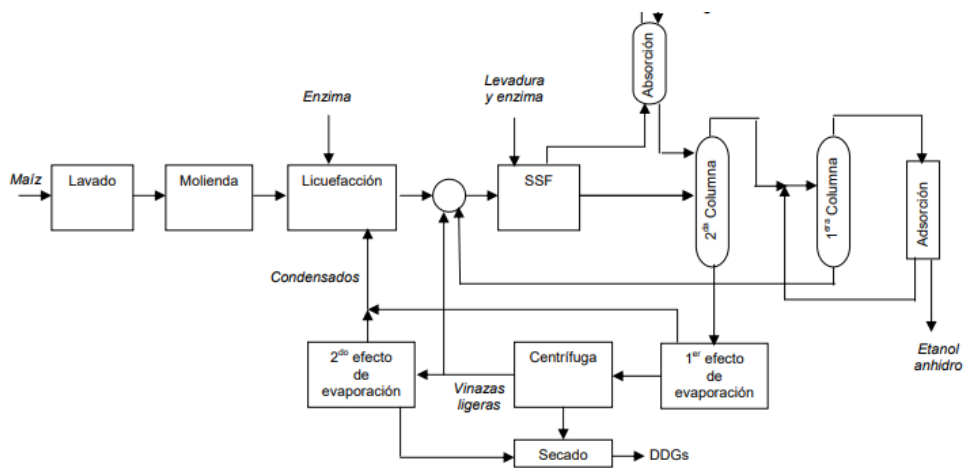 Absorción
Levadura
y enzima
Enzima
Maíz
Lavado
Molienda
Licuefacción
SSF
2da Columna
1era Columna
Adsorción
Condensados
2do efecto
de
evaporación
Vinazas
ligeras
Centrífuga
1er efecto
de
evaporación
Etanol
anhidro
Secado
DDGs